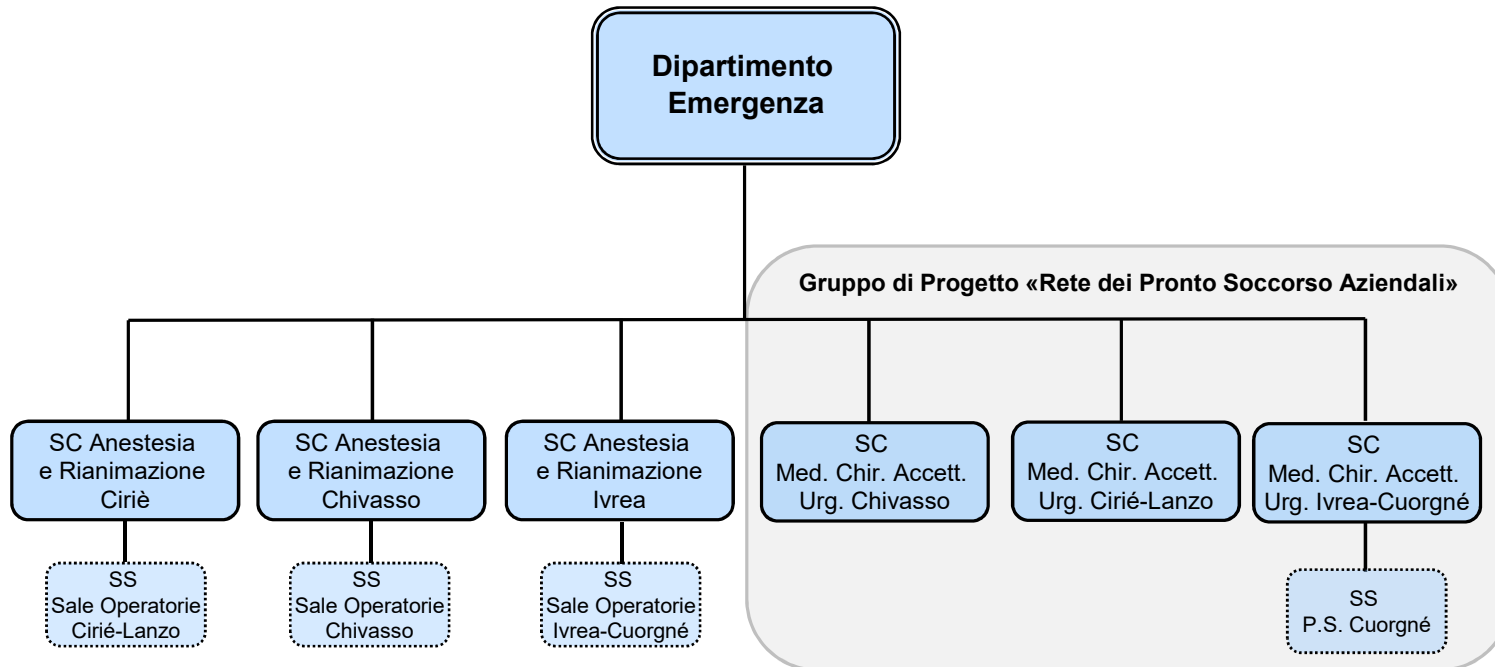 Dipartimento
Emergenza
Gruppo di Progetto «Rete dei Pronto Soccorso Aziendali»
SC Anestesia
e Rianimazione
Ciriè
SC Anestesia
e Rianimazione
Chivasso
SC Anestesia
e Rianimazione
Ivrea
SC
Med. Chir. Accett.
Urg. Chivasso
SC
Med. Chir. Accett.
Urg. Cirié-Lanzo
SC
Med. Chir. Accett.
Urg. Ivrea-Cuorgné
SS
Sale Operatorie
Cirié-Lanzo
SS
Sale Operatorie
Chivasso
SS
Sale Operatorie
Ivrea-Cuorgné
SS
P.S. Cuorgné